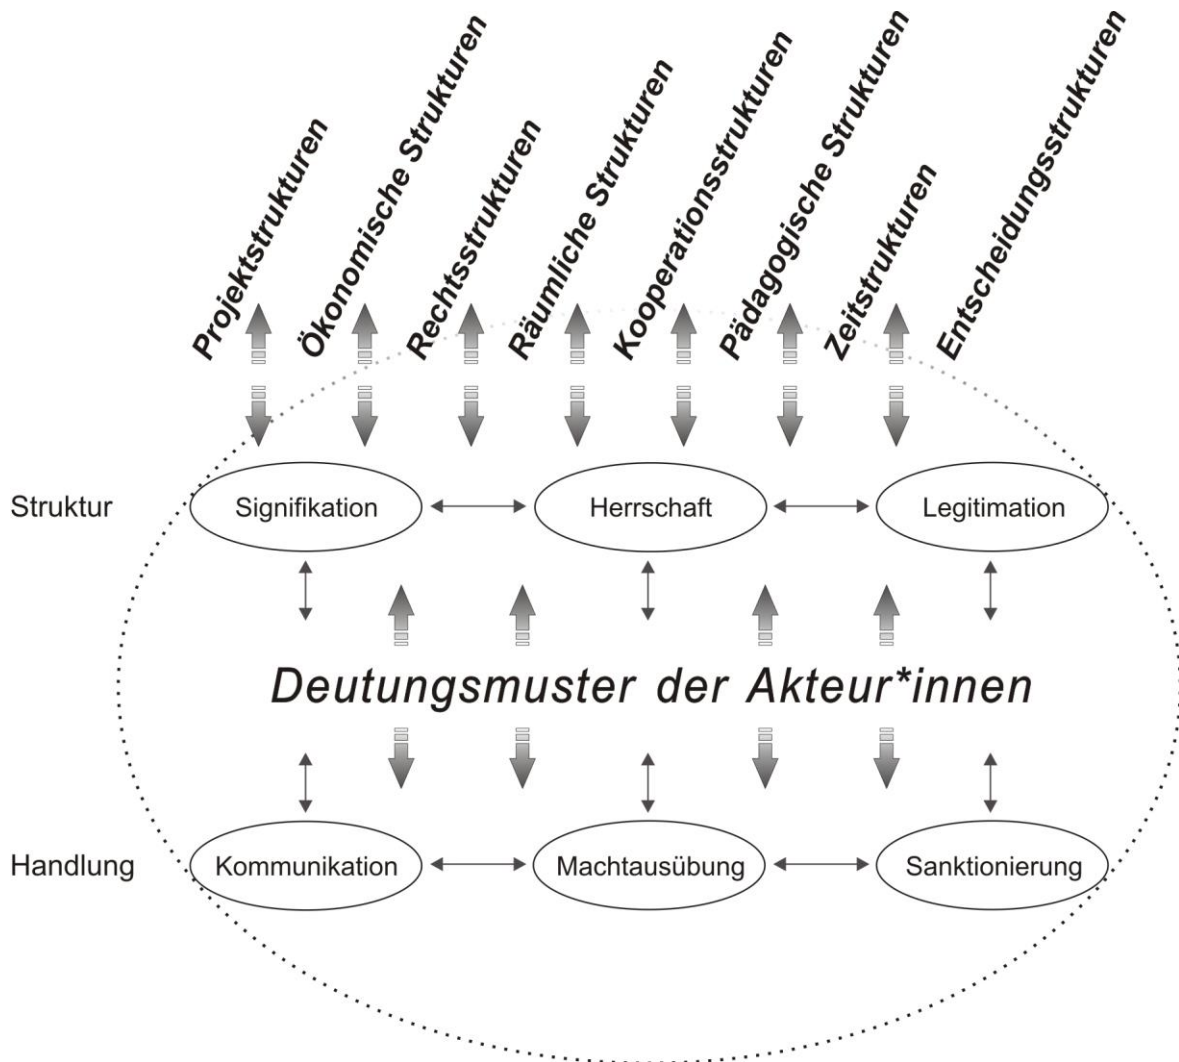 Projektstrukturen
Ökonomische Strukturen
Rechtsstrukturen
Räumliche Strukturen
Kooperationsstrukturen
Pädagogische Strukturen
Zeitstrukturen
Entscheidungsstrukturen
Struktur
Signifikation
Herrschaft
Legitimation
Deutungsmuster der Akteur*innen
Handlung
Kommunikation
Machtausübung
Sanktionierung